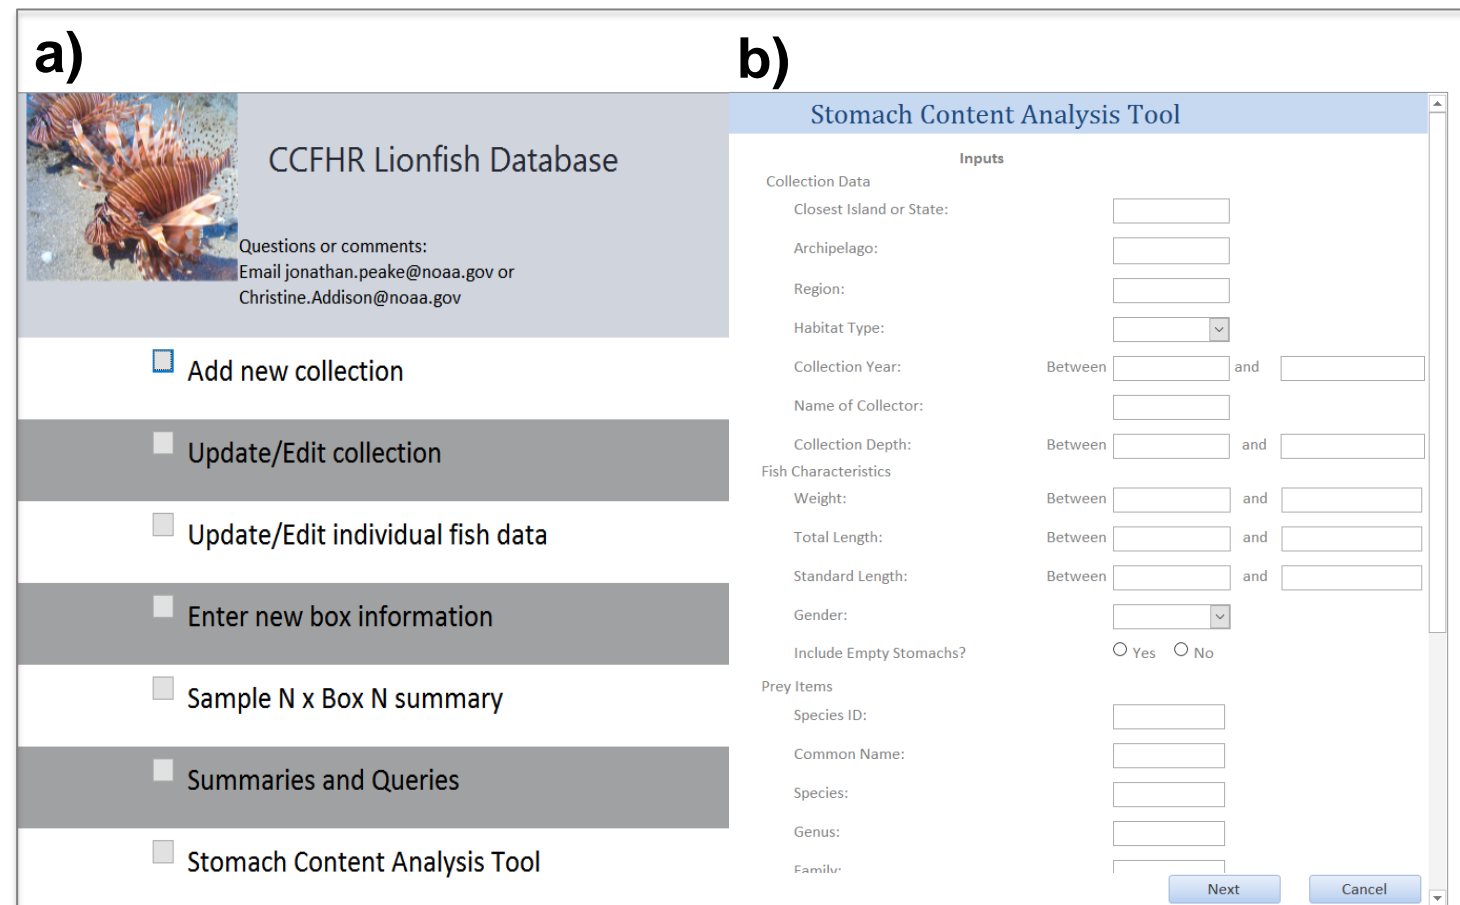 a)
CCFHR Lionfish Database
Questions or comments:
Email jonathan.peake@noaa.gov or
Christine.Addison@noaa.gov
Add new collection
Update/Edit collection
Update/Edit individual fish data
Enter new box information
Sample N x Box N summary
Summaries and Queries
Stomach Content Analysis Tool
b)
Stomach Content Analysis Tool
Inputs
Collection Data
Closest Island or State:
Archipelago:
Region:
Habitat Type:
Collection Year: Between and
Name of Collector:
Collection Depth: Between and
Fish Characteristics
Weight: Between and
Total Length: Between and
Standard Length: Between and
Gender:
Include Empty Stomachs? Yes No
Prey Items
Species ID:
Common Name:
Species:
Genus:
Family:
Next Cancel